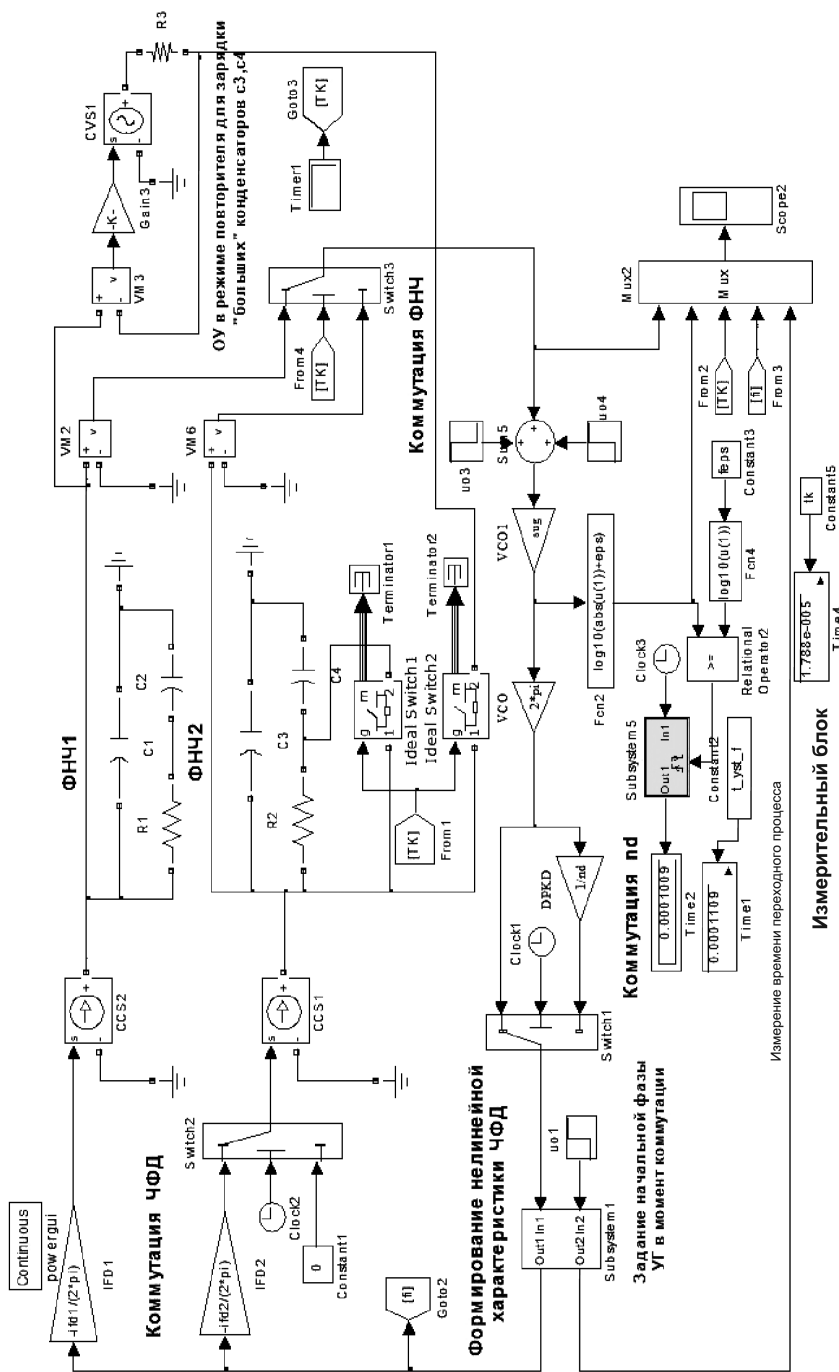 Continuous
powergui
-ifd1/(2*pi)
IFD1
s
+
-
CCS2
ФНЧ1
R1
C1
C2
VM2
+
-
v
VM3
+
-
v
-K-
Gain3
CVS1
s
+
-
R3
ОУ в режиме повторителя для зарядки
"больших" конденсаторов с3,с4
Timer1
[TK]
Goto3
Коммутация ЧФД
-ifd2/(2*pi)
IFD2
Clock2
0
Constant1
Switch2
s
+
-
CCS1
ФНЧ2
R2
C3
C4
VM6
+
-
v
[TK]
From1
g
m
1
2
Ideal Switch1
Terminator1
g
m
1
2
Ideal Switch2
Terminator2
[TK]
From4
Switch3
Коммутация ФНЧ
[fi]
Goto2
Формирование нелинейной
характеристики ЧФД
Out1
In1
Out2
In2
Subsystem1
uo1
Задание начальной фазы
УГ в момент коммутации
Switch1
Clock1
DPKD
1/nd
Коммутация nd
2*pi
VCO
sug
VCO1
uo3
Sum5
+
+
+
uo4
log10(abs(u(1))+eps)
Fcn2
0.0001009
Time2
0.0001109
Time1
t_yst_f
Constant2
Out1
In1
Subsystem5
Clock3
>=
Relational
Operator2
log10(u(1))
Fcn4
feps
Constant3
[TK]
From2
[fi]
From3
Mux
Mux2
Scope2
1.788e-005
Time4
tk
Constant5
Измерение времени переходного процесса
Измерительный блок